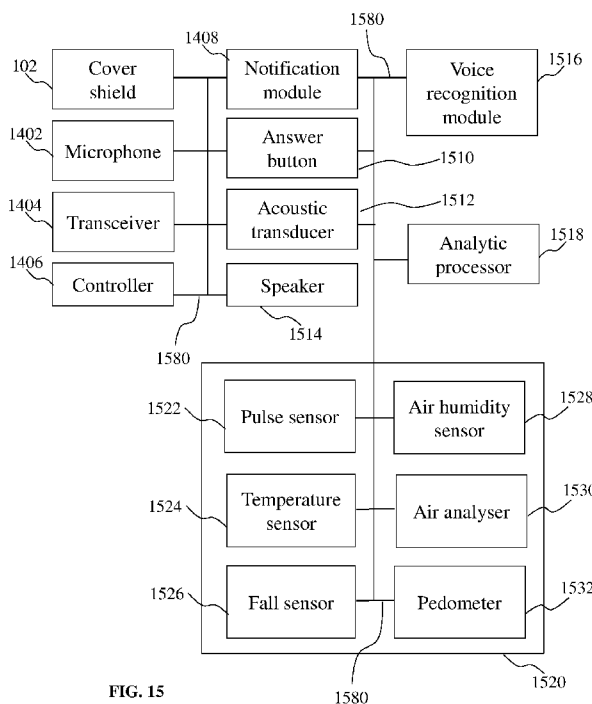 1408
1580
102
Cover
shield
Notification
module
Voice
recognition
module
1516
1402
Microphone
Answer
button
1510
1404
Transceiver
Acoustic
transducer
1512
1406
Controller
Speaker
1514
Analytic
processor
1518
1580
1522
Pulse sensor
Air humidity
sensor
1528
1524
Temperature
sensor
Air analyser
1530
1526
Fall sensor
Pedometer
1532
FIG. 15
1580
1520